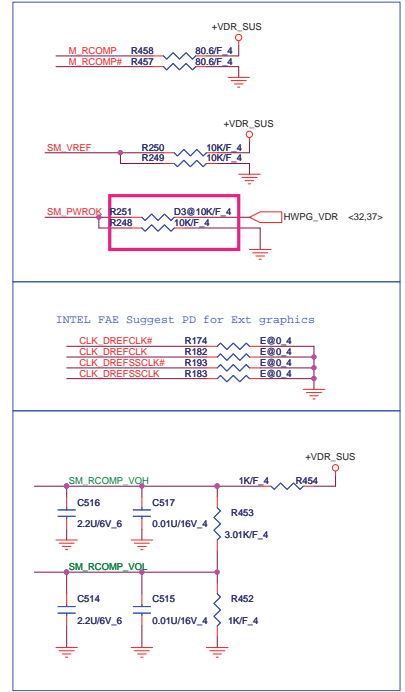 +VDR_SUS
M_RCOMP R458 80.6/F_4
M_RCOMP# R457 80.6/F_4
+VDR_SUS
SM_VREF R250 10K/F_4
R249 10K/F_4
SM_PWROK R251 D3@10K/F_4 HWPG_VDR <32,37>
R248 10K/F_4
INTEL FAE Suggest PD for Ext graphics
CLK_DREFCLK# R174 E@0_4
CLK_DREFCLK R182 E@0_4
CLK_DREFSSCLK# R193 E@0_4
CLK_DREFSSCLK R183 E@0_4
+VDR_SUS
SM_RCOMP_VOH 1K/F_4 R454
C516 C517 R453
2.2U/6V_6 0.01U/16V_4 3.01K/F_4
SM_RCOMP_VOL
C514 C515 R452
2.2U/6V_6 0.01U/16V_4 1K/F_4